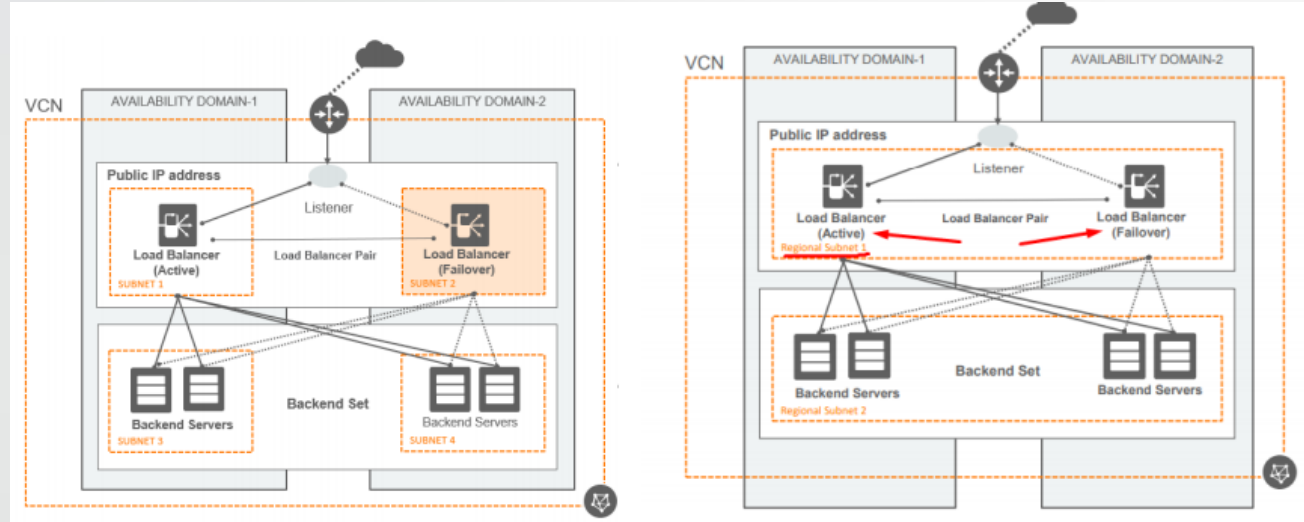 VCN
AVAILABILITY DOMAIN-1
AVAILABILITY DOMAIN-2
Public IP address
Listener
Load Balancer
(Active)
SUBNET 1
Load Balancer Pair
Load Balancer
(Failover)
SUBNET 2
Backend Servers
SUBNET 3
Backend Set
Backend Servers
SUBNET 4
VCN
AVAILABILITY DOMAIN-1
AVAILABILITY DOMAIN-2
Public IP address
Listener
Load Balancer
(Active)
Load Balancer Pair
Load Balancer
(Failover)
Regional Subnet 1
Backend Servers
Backend Set
Backend Servers
Regional Subnet 2